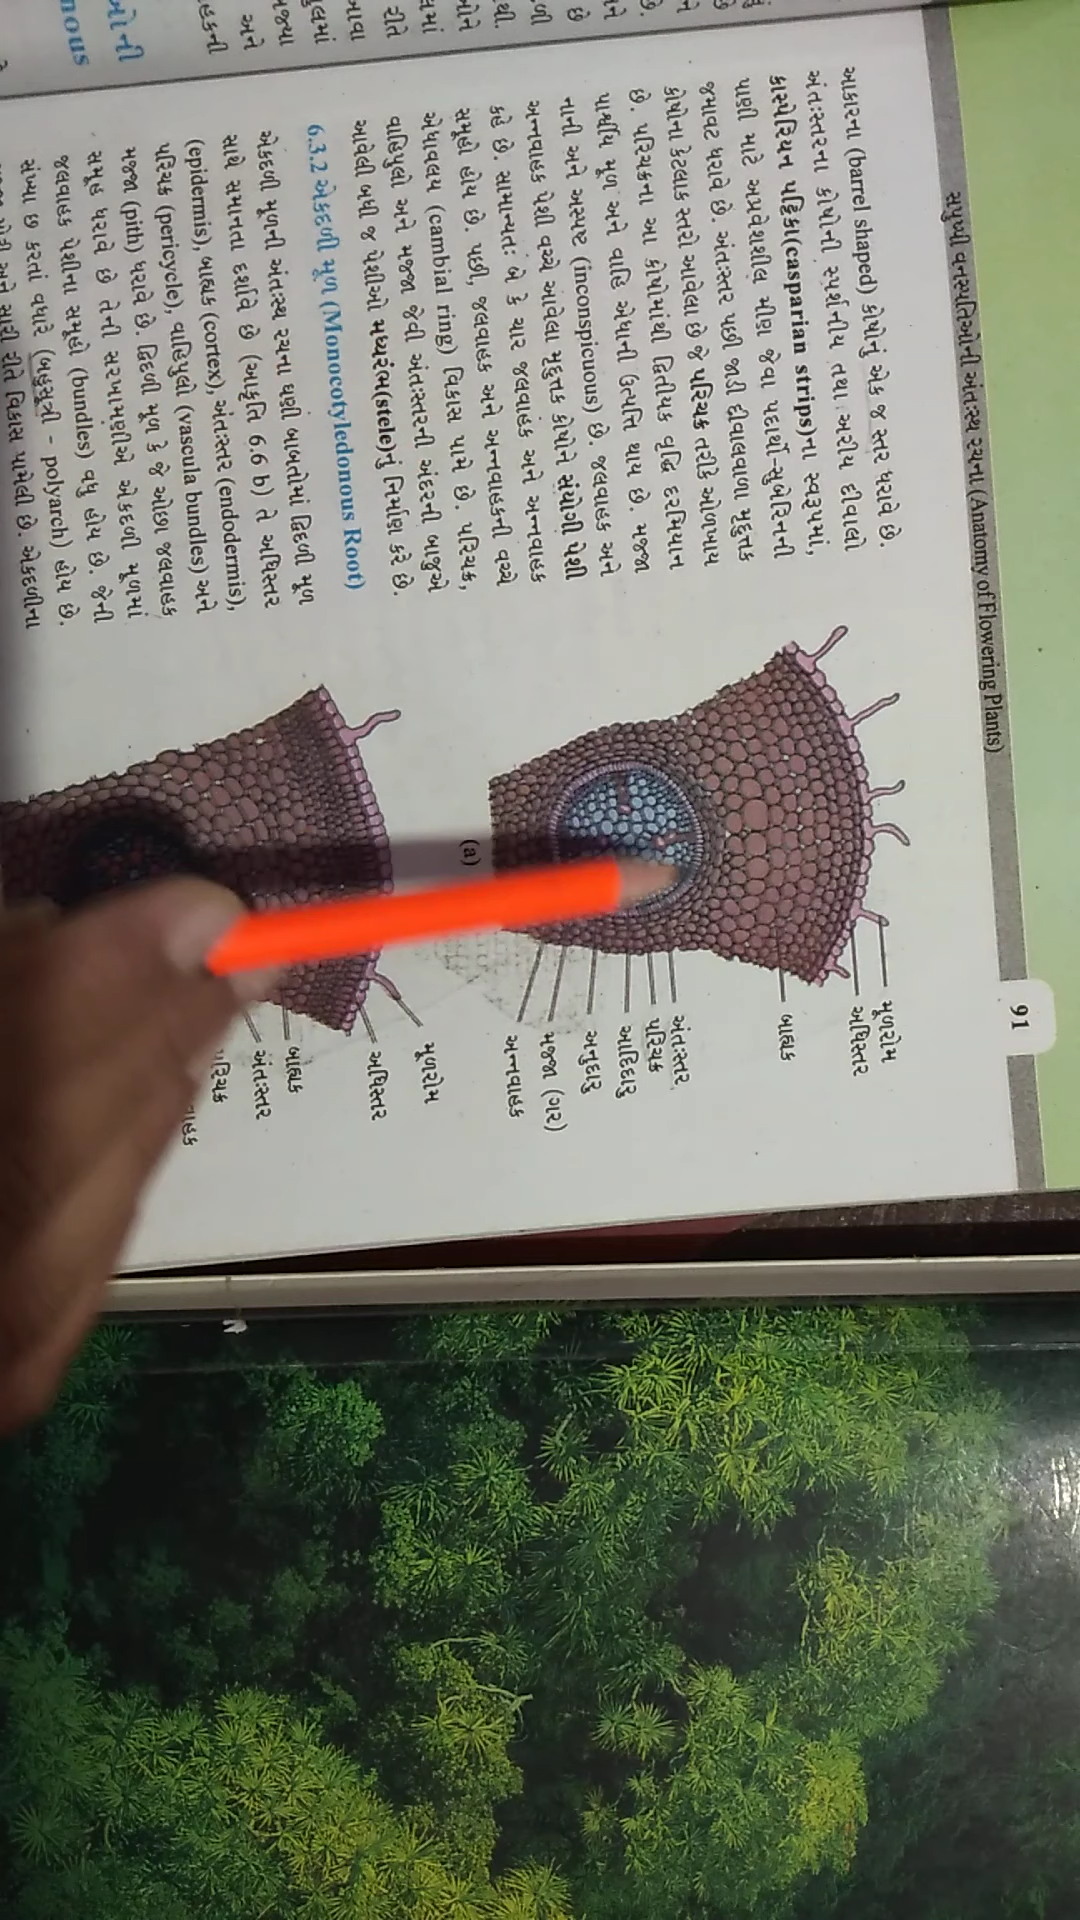 સપુષ્પી વનસ્પતિઓની અંતઃસ્થ રચના (Anatomy of Flowering Plants)
91
આકારના (barrel shaped) કોષોનું એક જ સ્તર ધરાવે છે.
અંતઃસ્તરના કોષોની સ્પર્શનીય તથા અરીય દીવાલો
કાસ્પેરિયન પટ્ટિકા(casparian strips)ના સ્વરૂપમાં,
પાણી માટે અપ્રવેશશીલ મીણ જેવા પદાર્થ-સુબેરિનની
જમાવટ ધરાવે છે. અંતઃસ્તર પછી જાડી દીવાલવાળા મૃદુત્તક
કોષોના કેટલાક સ્તરો આવેલા છે જે પરિચક્ર તરીકે ઓળખાય
છે. પરિચક્રના આ કોષોમાંથી દ્વિતીયક વૃદ્ધિ દરમિયાન
પાર્શ્વીય મૂળ અને વાહિ એધાની ઉત્પત્તિ થાય છે. મજ્જા
નાની અને અસ્પષ્ટ (inconspicuous) છે. જલવાહક અને
અન્નવાહક પેશી વચ્ચે આવેલા મૃદુત્તક કોષોને સંયોગી પેશી
કહે છે. સામાન્યતઃ બે કે ચાર જલવાહક અને અન્નવાહક
સમૂહો હોય છે. પછી, જલવાહક અને અન્નવાહકની વચ્ચે
એધાવલય (cambial ring) વિકાસ પામે છે. પરિચક્ર,
વાહિપુલો અને મજ્જા જેવી અંતઃસ્તરની અંદરની બાજુએ
આવેલી બધી જ પેશીઓ મધ્યરંભ(stele)નું નિર્માણ કરે છે.
6.3.2 એકદળી મૂળ (Monocotyledonous Root)
એકદળી મૂળની અંતઃસ્થ રચના ઘણી બાબતોમાં દ્વિદળી મૂળ
સાથે સમાનતા દર્શાવે છે (આકૃતિ 6.6 b) તે અધિસ્તર
(epidermis), બાહ્યક (cortex), અંતઃસ્તર (endodermis),
પરિચક્ર (pericycle), વાહિપુલો (vascula bundles) અને
મજ્જા (pith) ધરાવે છે. દ્વિદળી મૂળ કે જે ઓછા જલવાહક
સમૂહ ધરાવે છે તેની સરખામણીએ એકદળી મૂળમાં
જલવાહક પેશીના સમૂહો (bundles) વધુ હોય છે. જેની
સંખ્યા છ કરતાં વધારે (બહુસૂત્રી - polyarch) હોય છે.
મૂળરોમ
અધિસ્તર
બાહ્યક
અંતઃસ્તર
પરિચક્ર
આદિદારુ
અનુદારુ
મજ્જા (ગર)
અન્નવાહક
(a)
મૂળરોમ
અધિસ્તર
બાહ્યક
અંતઃસ્તર